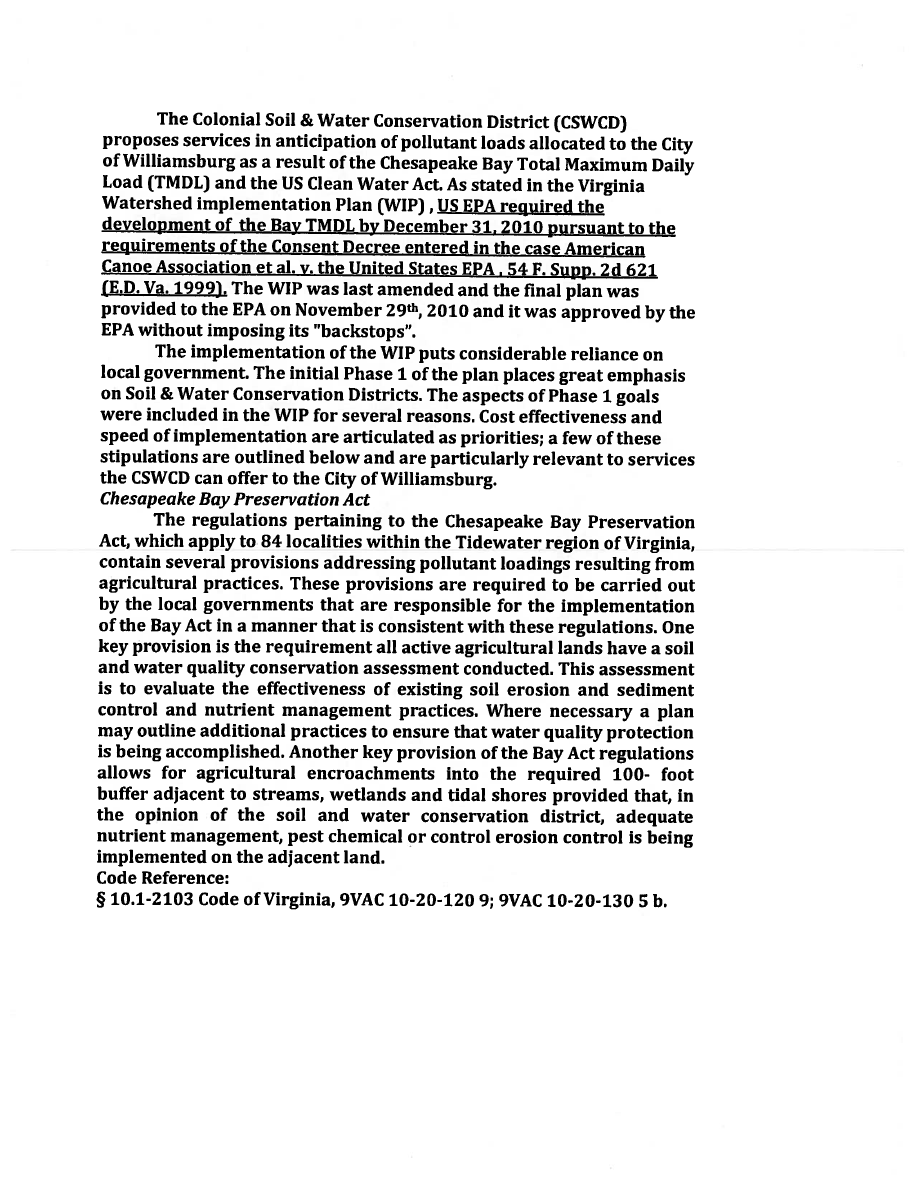 The Colonial Soil & Water Conservation District (CSWCD)
proposes services in anticipation of pollutant loads allocated to the City
of Williamsburg as a result of the Chesapeake Bay Total Maximum Daily
Load (TMDL) and the US Clean Water Act. As stated in the Virginia
Watershed implementation Plan (WIP) , US EPA required the
development of the Bay TMDL by December 31, 2010 pursuant to the
requirements of the Consent Decree entered in the case American
Canoe Association et al. v. the United States EPA , 54 F. Supp. 2d 621
(E.D. Va. 1999). The WIP was last amended and the final plan was
provided to the EPA on November 29th, 2010 and it was approved by the
EPA without imposing its "backstops".
The implementation of the WIP puts considerable reliance on
local government. The initial Phase 1 of the plan places great emphasis
on Soil & Water Conservation Districts. The aspects of Phase 1 goals
were included in the WIP for several reasons. Cost effectiveness and
speed of implementation are articulated as priorities; a few of these
stipulations are outlined below and are particularly relevant to services
the CSWCD can offer to the City of Williamsburg.
Chesapeake Bay Preservation Act
The regulations pertaining to the Chesapeake Bay Preservation
Act, which apply to 84 localities within the Tidewater region of Virginia,
contain several provisions addressing pollutant loadings resulting from
agricultural practices. These provisions are required to be carried out
by the local governments that are responsible for the implementation
of the Bay Act in a manner that is consistent with these regulations. One
key provision is the requirement all active agricultural lands have a soil
and water quality conservation assessment conducted. This assessment
is to evaluate the effectiveness of existing soil erosion and sediment
control and nutrient management practices. Where necessary a plan
may outline additional practices to ensure that water quality protection
is being accomplished. Another key provision of the Bay Act regulations
allows for agricultural encroachments into the required 100- foot
buffer adjacent to streams, wetlands and tidal shores provided that, in
the opinion of the soil and water conservation district, adequate
nutrient management, pest chemical or control erosion control is being
implemented on the adjacent land.
Code Reference:
§ 10.1-2103 Code of Virginia, 9VAC 10-20-120 9; 9VAC 10-20-130 5 b.